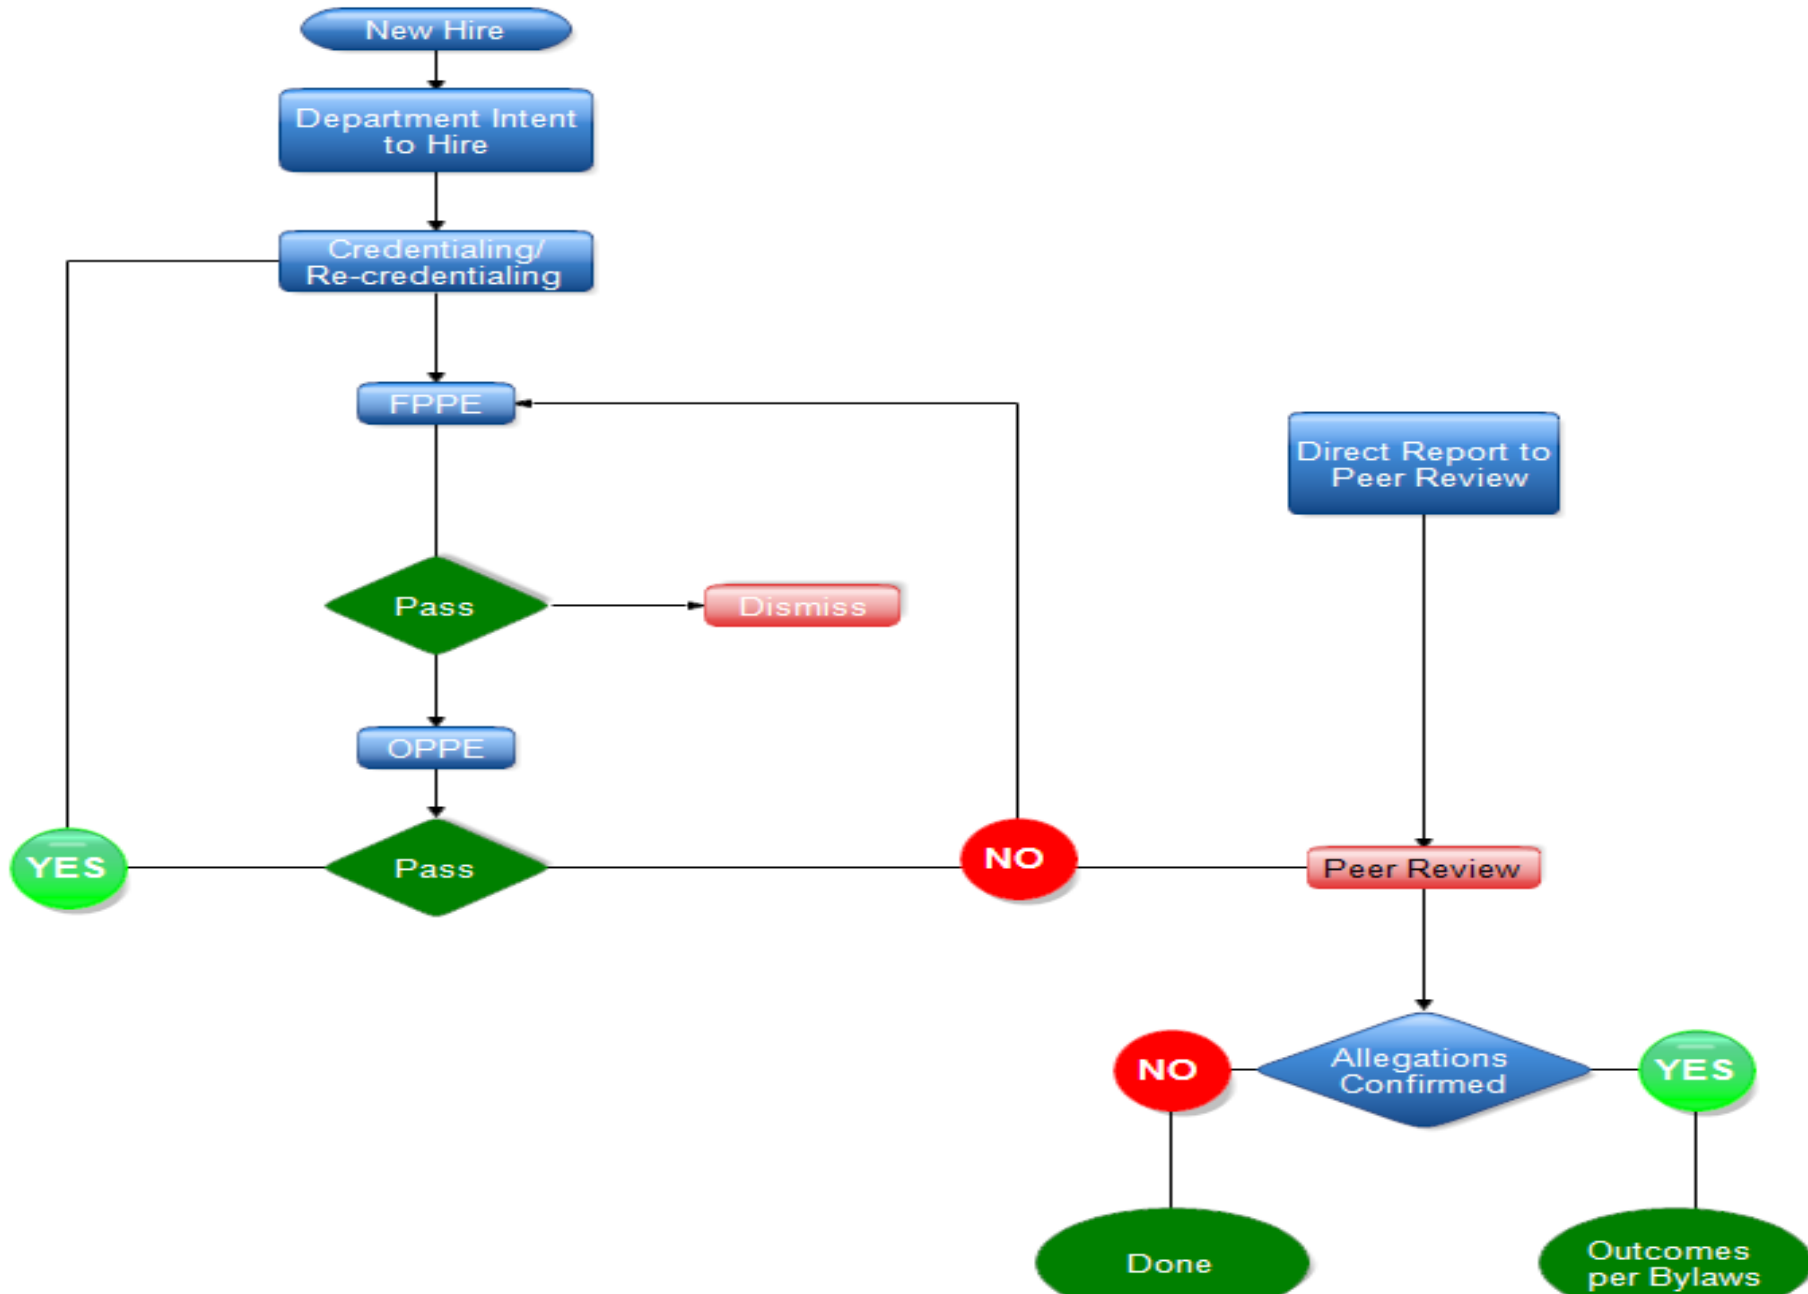 New Hire
Department Intent
to Hire
Credentialing/
Re-credentialing
FPPE
Direct Report to
Peer Review
Pass
Dismiss
OPPE
YES
Pass
NO
Peer Review
NO
Allegations
Confirmed
YES
Done
Outcomes
per Bylaws